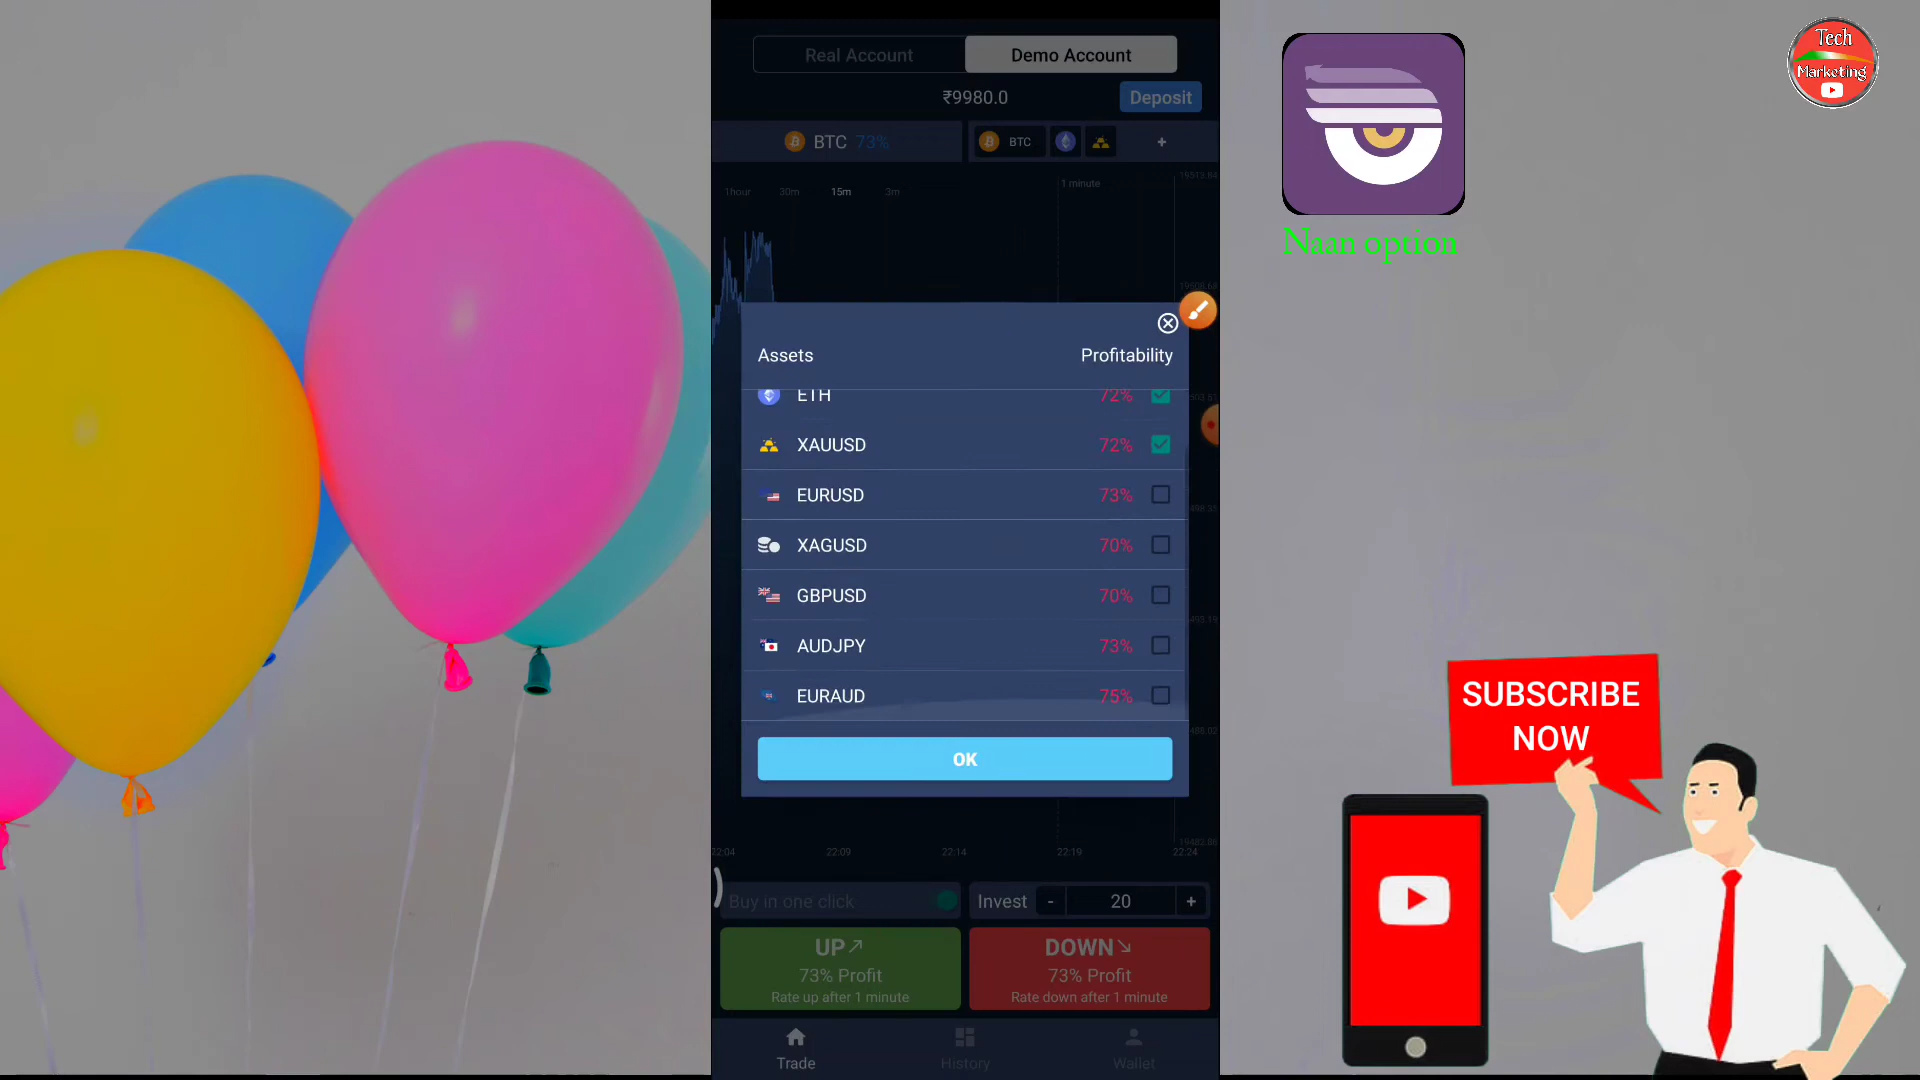 Real Account
Demo Account
₹9980.0
Deposit
BTC 73%
BTC
+
1hour
30m
15m
3m
1 minute
19513.84
Assets
Profitability
ETH 72%
XAUUSD 72%
EURUSD 73%
XAGUSD 70%
GBPUSD 70%
AUDJPY 73%
EURAUD 75%
OK
22:04
22:09
22:14
22:19
22:24
Buy in one click
Invest - 20 +
UP
73% Profit
Rate up after 1 minute
DOWN
73% Profit
Rate down after 1 minute
Trade
History
Wallet
Naan option
Tech
Marketing
SUBSCRIBE
NOW